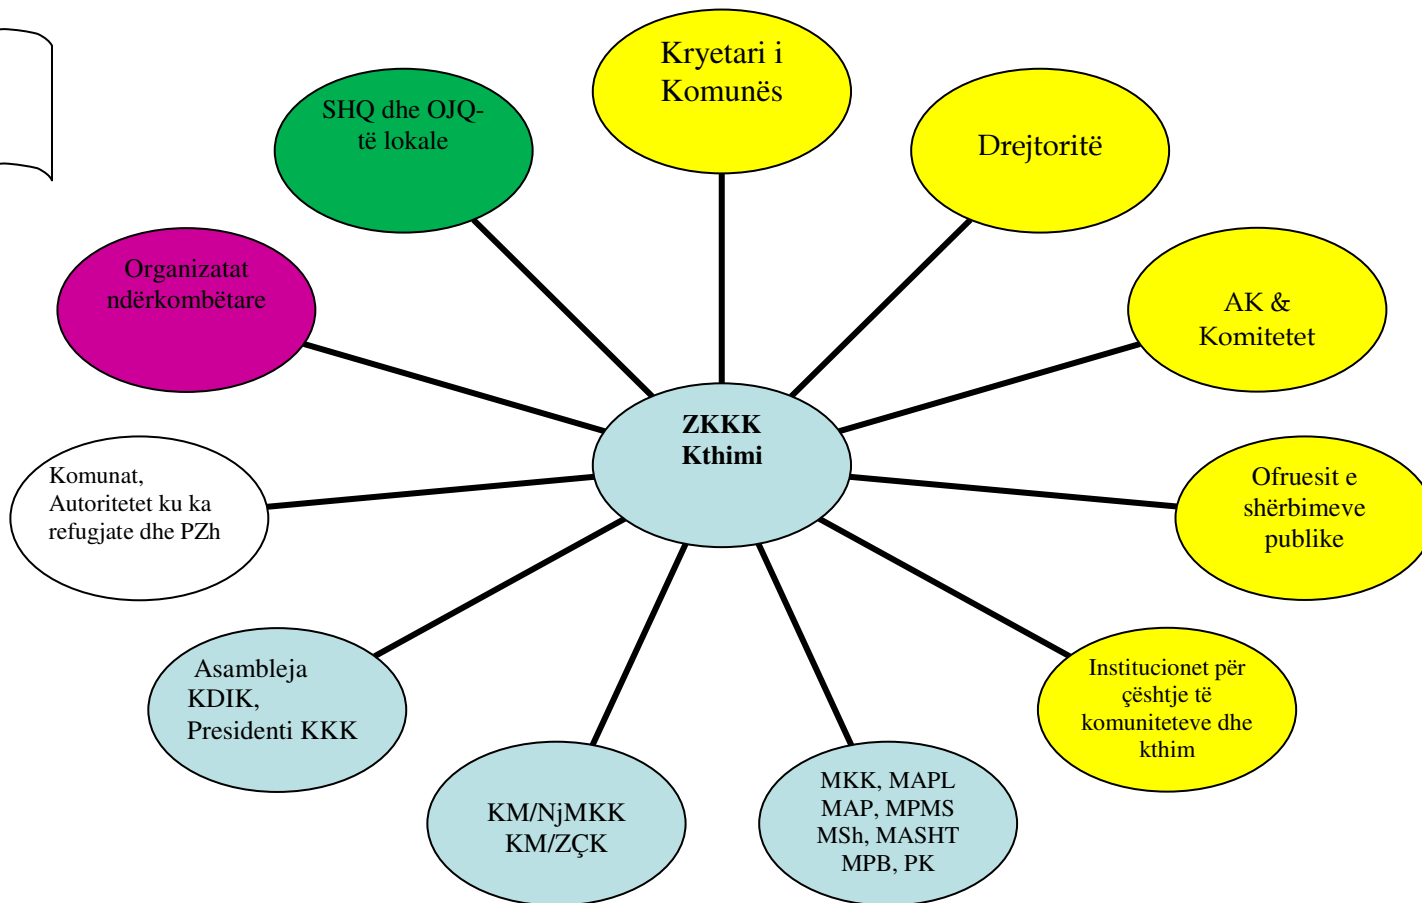 Kryetari i
Komunës
SHQ dhe OJQ-
të lokale
Drejtoritë
Organizatat
ndërkombëtare
AK &
Komitetet
ZKKK
Kthimi
Komunat,
Autoritetet ku ka
refugjate dhe PZh
Ofruesit e
shërbimeve
publike
Asambleja
KDIK,
Presidenti KKK
Institucionet për
çështje të
komuniteteve dhe
kthim
KM/NjMKK
KM/ZÇK
MKK, MAPL
MAP, MPMS
MSh, MASHT
MPB, PK